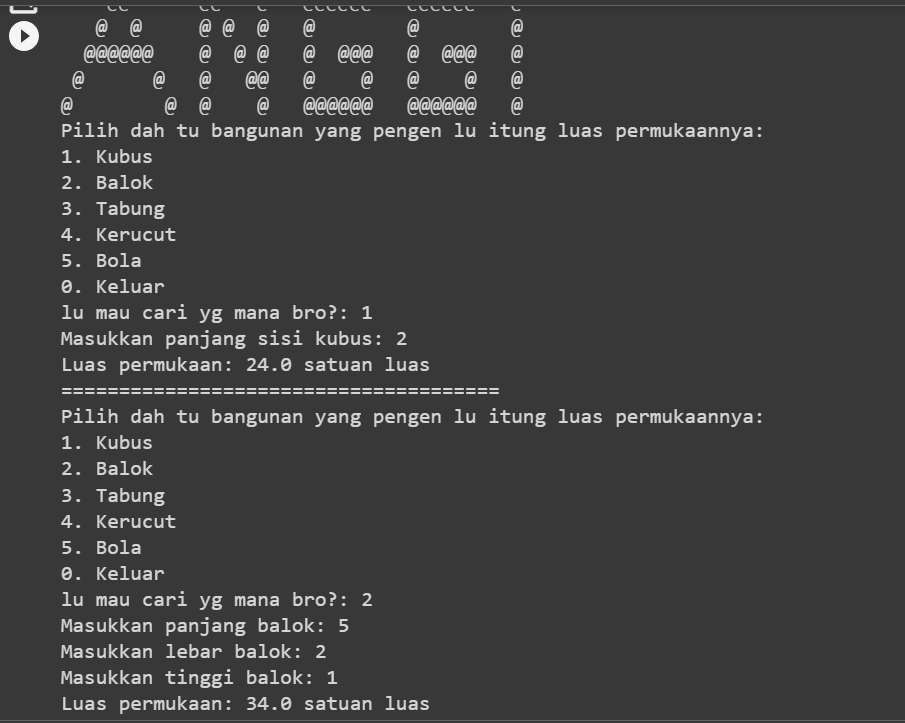 Pilih dah tu bangunan yang pengen lu itung luas permukaannya:
1. Kubus
2. Balok
3. Tabung
4. Kerucut
5. Bola
0. Keluar
lu mau cari yg mana bro?: 1
Masukkan panjang sisi kubus: 2
Luas permukaan: 24.0 satuan luas
======================================
Pilih dah tu bangunan yang pengen lu itung luas permukaannya:
1. Kubus
2. Balok
3. Tabung
4. Kerucut
5. Bola
0. Keluar
lu mau cari yg mana bro?: 2
Masukkan panjang balok: 5
Masukkan lebar balok: 2
Masukkan tinggi balok: 1
Luas permukaan: 34.0 satuan luas